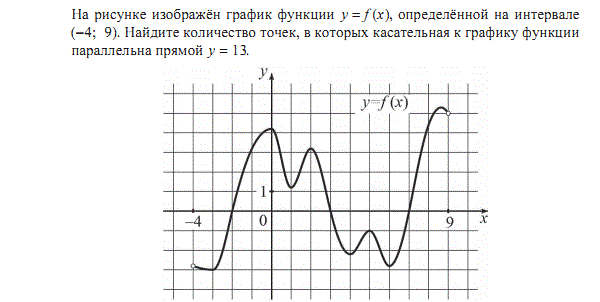 На рисунке изображён график функции y = f (x), определённой на интервале
(−4; 9). Найдите количество точек, в которых касательная к графику функции
параллельна прямой y = 13.
y
y=f (x)
1
−4
0
9
x